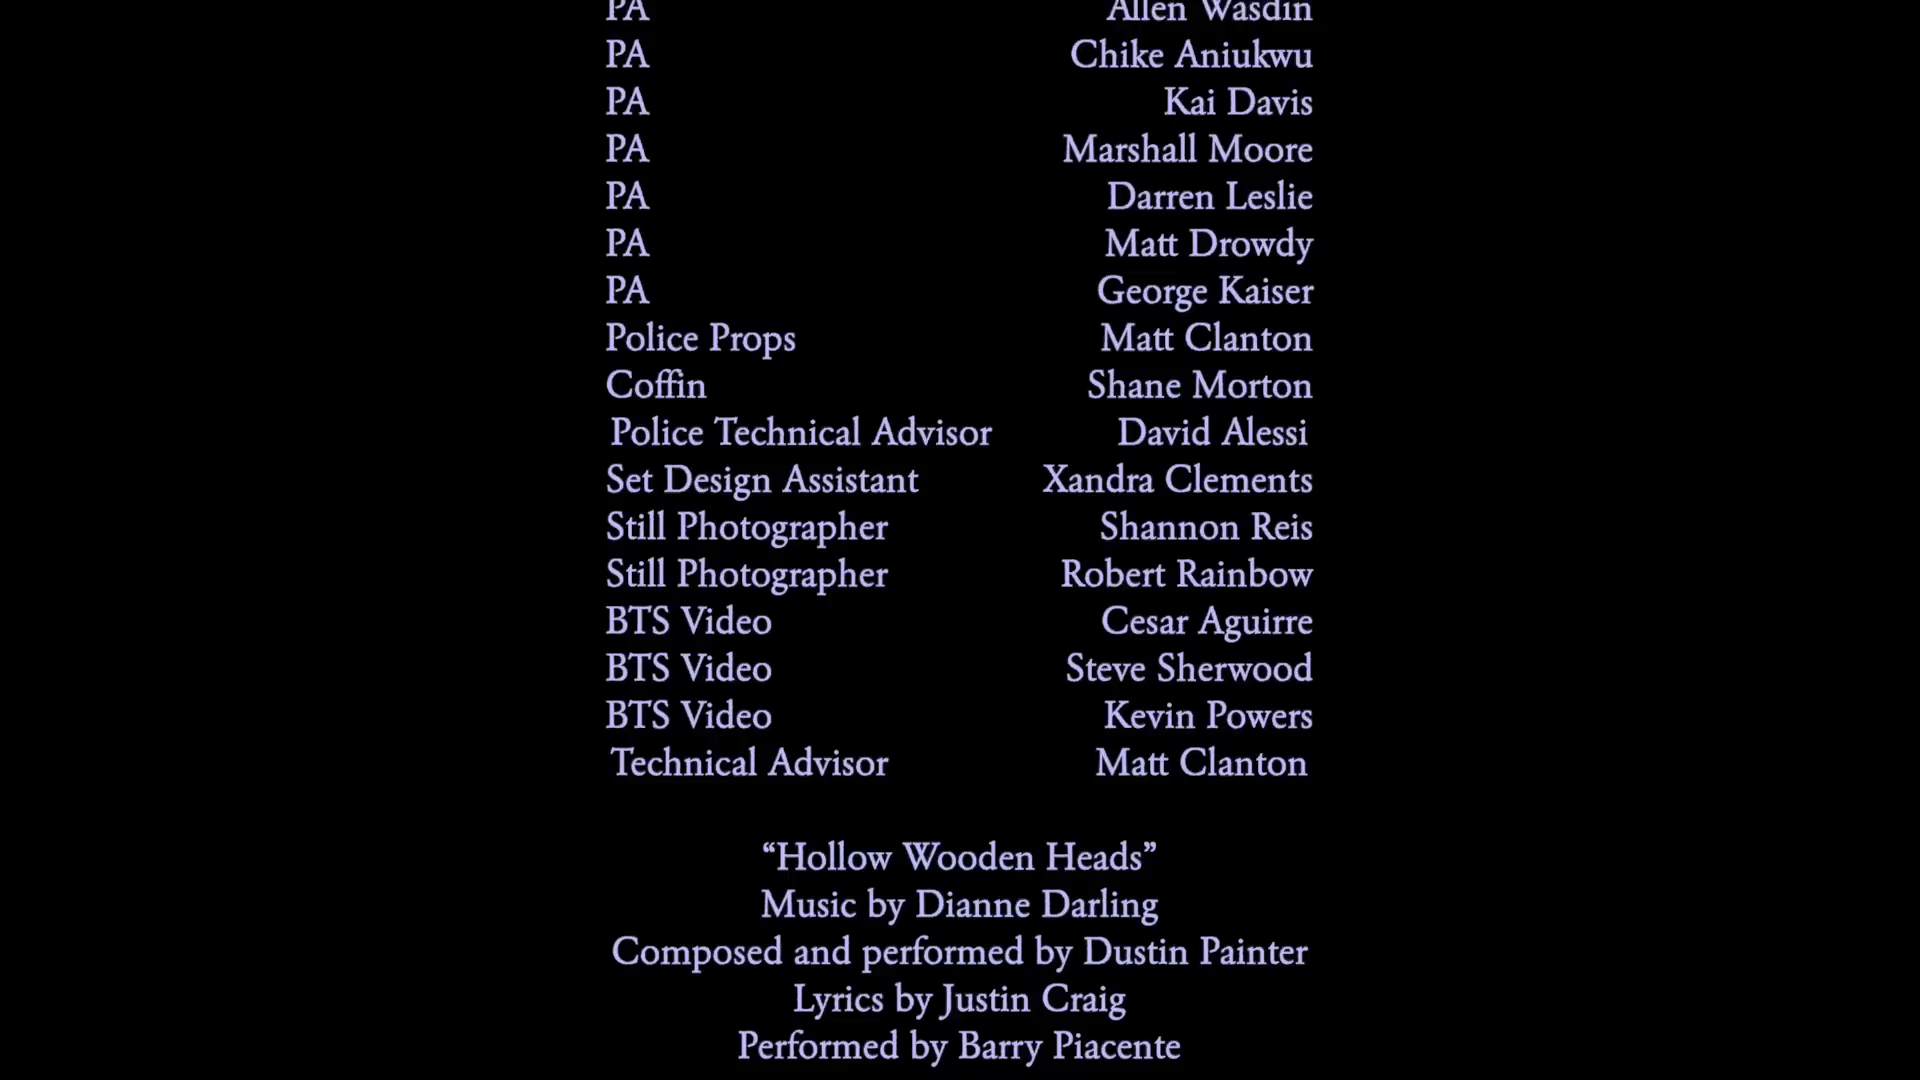 PA Allen Wasdin
PA Chike Aniukwu
PA Kai Davis
PA Marshall Moore
PA Darren Leslie
PA Matt Drowdy
PA George Kaiser
Police Props Matt Clanton
Coffin Shane Morton
Police Technical Advisor David Alessi
Set Design Assistant Xandra Clements
Still Photographer Shannon Reis
Still Photographer Robert Rainbow
BTS Video Cesar Aguirre
BTS Video Steve Sherwood
BTS Video Kevin Powers
Technical Advisor Matt Clanton
“Hollow Wooden Heads”
Music by Dianne Darling
Composed and performed by Dustin Painter
Lyrics by Justin Craig
Performed by Barry Piacente